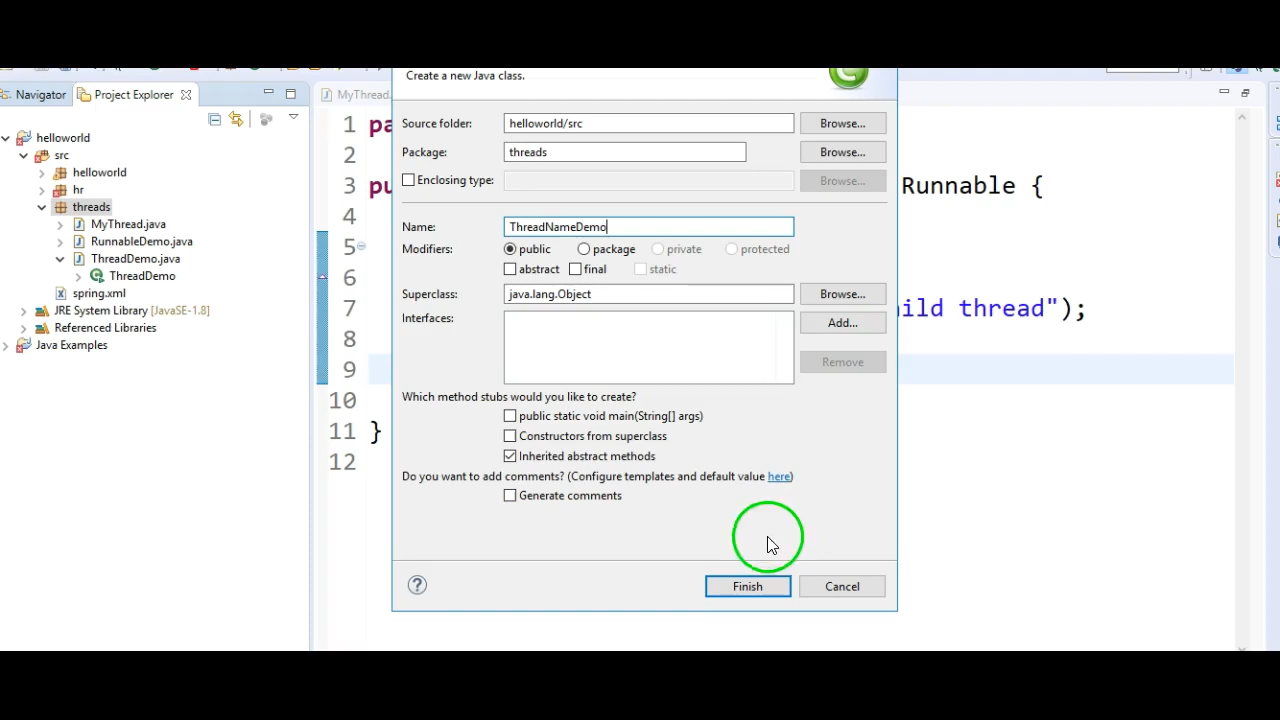 Create a new Java class.
Navigator
Project Explorer
MyThread.
helloworld
src
helloworld
hr
threads
MyThread.java
RunnableDemo.java
ThreadDemo.java
ThreadDemo
spring.xml
JRE System Library [JavaSE-1.8]
Referenced Libraries
Java Examples
Source folder: helloworld/src Browse...
Package: threads Browse...
Enclosing type: Browse...
Name: ThreadNameDemo
Modifiers: public package private protected
abstract final static
Superclass: java.lang.Object Browse...
Interfaces: Add...
Remove
Which method stubs would you like to create?
public static void main(String[] args)
Constructors from superclass
Inherited abstract methods
Do you want to add comments? (Configure templates and default value here)
Generate comments
Finish Cancel
1 pa
2
3 pu Runnable {
4
5
6
7 ild thread");
8
9
10
11 }
12